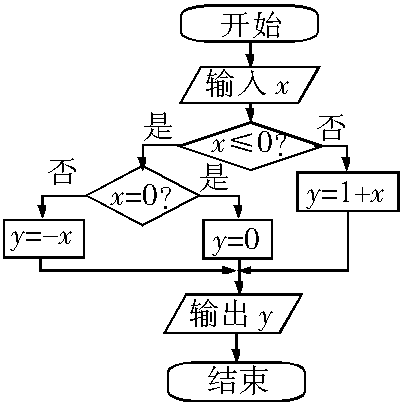 开始
输入 x
是
x≤0?
否
否
x=0?
是
y=1+x
y=-x
y=0
输出 y
结束